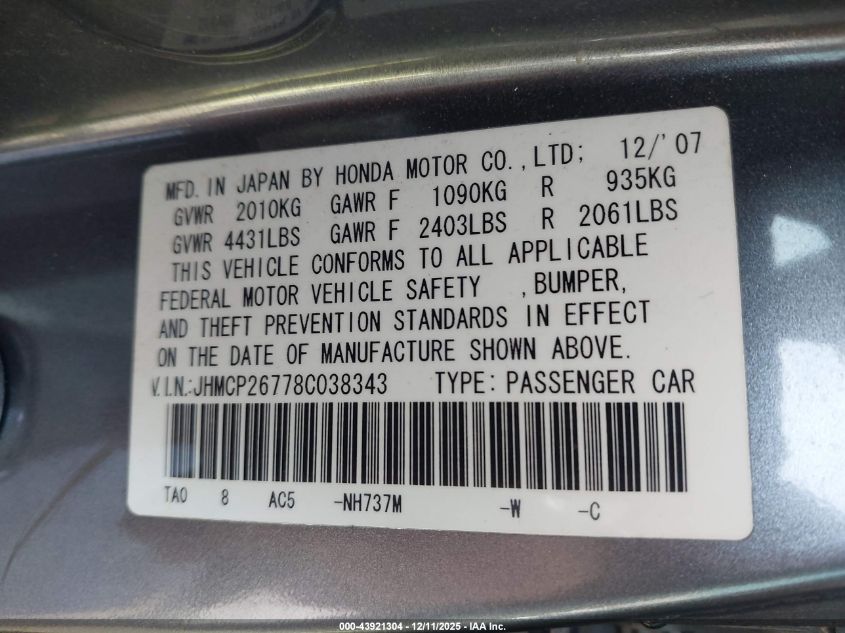 MFD. IN JAPAN BY HONDA MOTOR CO., LTD; 12/'07
GVWR 2010KG GAWR F 1090KG R 935KG
GVWR 4431LBS GAWR F 2403LBS R 2061LBS
THIS VEHICLE CONFORMS TO ALL APPLICABLE
FEDERAL MOTOR VEHICLE SAFETY , BUMPER,
AND THEFT PREVENTION STANDARDS IN EFFECT
ON THE DATE OF MANUFACTURE SHOWN ABOVE.
V.I.N.: JHMCP26778C038343 TYPE: PASSENGER CAR
TA0 8 AC5 -NH737M -W -C
000-43921304 - 12/11/2025 - IAA Inc.